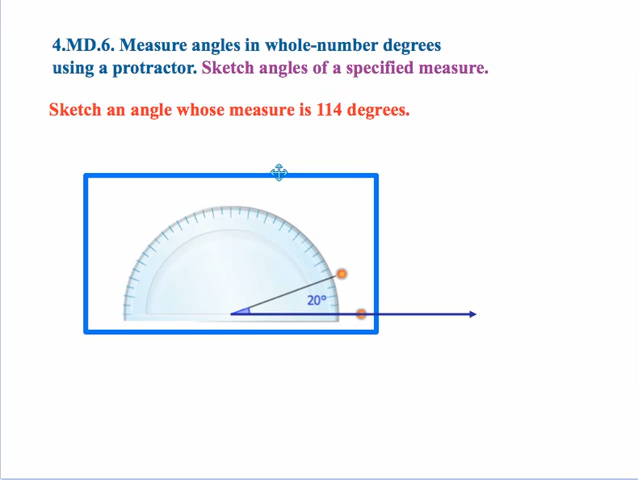 4.MD.6. Measure angles in whole-number degrees
using a protractor. Sketch angles of a specified measure.
Sketch an angle whose measure is 114 degrees.
20°